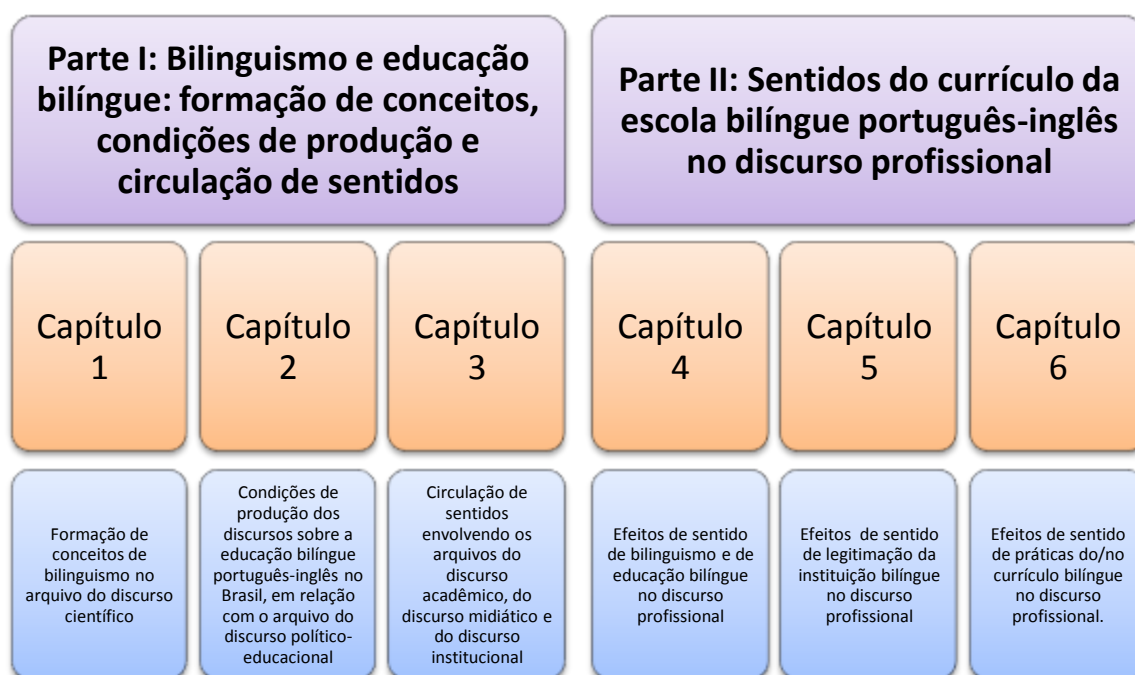 Parte I: Bilinguismo e educação
bilíngue: formação de conceitos,
condições de produção e
circulação de sentidos
Parte II: Sentidos do currículo da
escola bilíngue português-inglês
no discurso profissional
Capítulo
1
Capítulo
2
Capítulo
3
Capítulo
4
Capítulo
5
Capítulo
6
Formação de
conceitos de
bilinguismo no
arquivo do discurso
científico
Condições de
produção dos
discursos sobre a
educação bilíngue
português-inglês no
Brasil, em relação
com o arquivo do
discurso político-
educacional
Circulação de
sentidos
envolvendo os
arquivos do
discurso
acadêmico, do
discurso midiático e
do discurso
institucional
Efeitos de sentido
de bilinguismo e de
educação bilíngue
no discurso
profissional
Efeitos de sentido
de legitimação da
instituição bilíngue
no discurso
profissional
Efeitos de sentido
de práticas do/no
currículo bilíngue
no discurso
profissional.